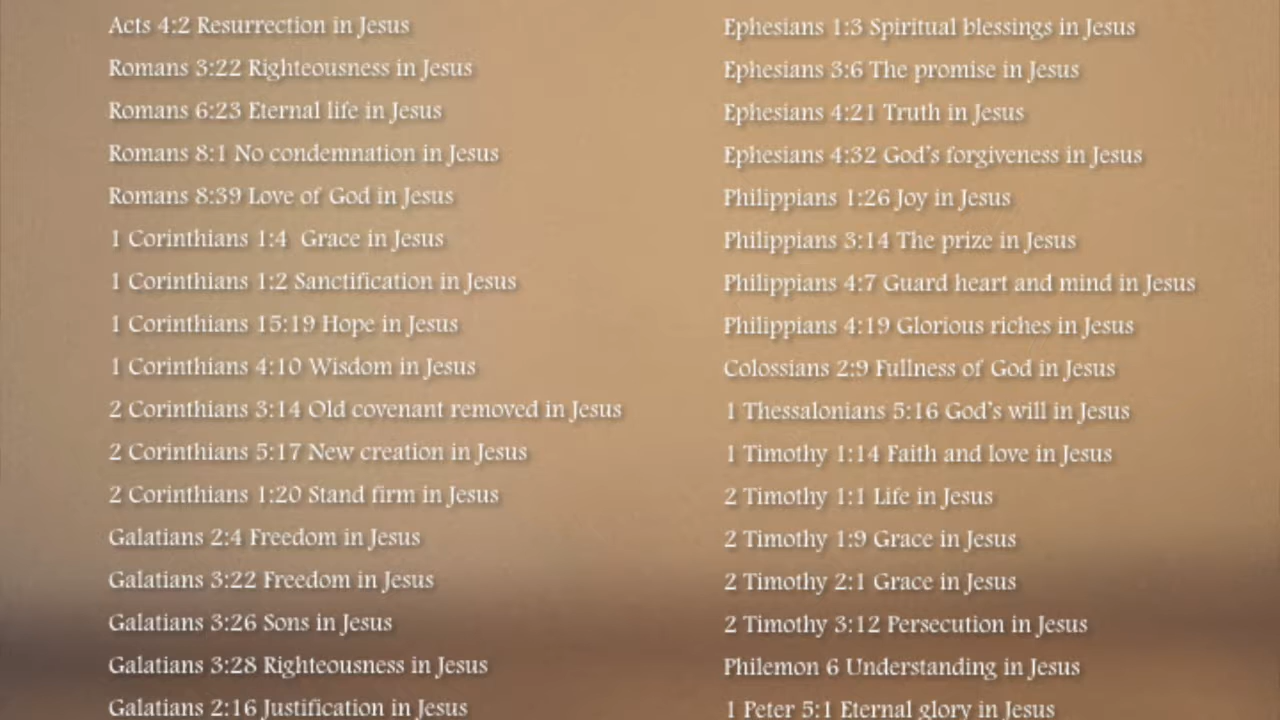 Acts 4:2 Resurrection in Jesus
Romans 3:22 Righteousness in Jesus
Romans 6:23 Eternal life in Jesus
Romans 8:1 No condemnation in Jesus
Romans 8:39 Love of God in Jesus
1 Corinthians 1:4 Grace in Jesus
1 Corinthians 1:2 Sanctification in Jesus
1 Corinthians 15:19 Hope in Jesus
1 Corinthians 4:10 Wisdom in Jesus
2 Corinthians 3:14 Old covenant removed in Jesus
2 Corinthians 5:17 New creation in Jesus
2 Corinthians 1:20 Stand firm in Jesus
Galatians 2:4 Freedom in Jesus
Galatians 3:22 Freedom in Jesus
Galatians 3:26 Sons in Jesus
Galatians 3:28 Righteousness in Jesus
Galatians 2:16 Justification in Jesus
Ephesians 1:3 Spiritual blessings in Jesus
Ephesians 3:6 The promise in Jesus
Ephesians 4:21 Truth in Jesus
Ephesians 4:32 God's forgiveness in Jesus
Philippians 1:26 Joy in Jesus
Philippians 3:14 The prize in Jesus
Philippians 4:7 Guard heart and mind in Jesus
Philippians 4:19 Glorious riches in Jesus
Colossians 2:9 Fullness of God in Jesus
1 Thessalonians 5:16 God's will in Jesus
1 Timothy 1:14 Faith and love in Jesus
2 Timothy 1:1 Life in Jesus
2 Timothy 1:9 Grace in Jesus
2 Timothy 2:1 Grace in Jesus
2 Timothy 3:12 Persecution in Jesus
Philemon 6 Understanding in Jesus
1 Peter 5:1 Eternal glory in Jesus